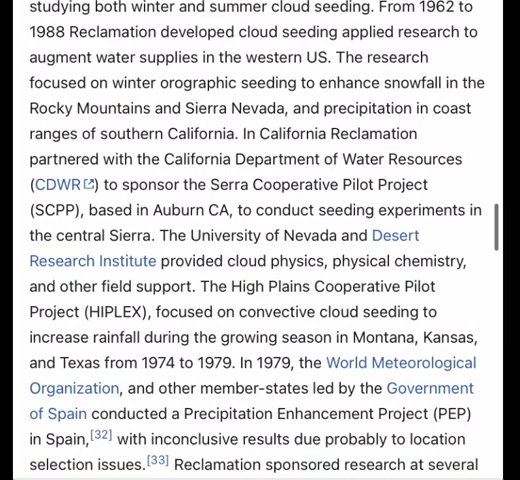 studying both winter and summer cloud seeding. From 1962 to
1988 Reclamation developed cloud seeding applied research to
augment water supplies in the western US. The research
focused on winter orographic seeding to enhance snowfall in the
Rocky Mountains and Sierra Nevada, and precipitation in coast
ranges of southern California. In California Reclamation
partnered with the California Department of Water Resources
(CDWR) to sponsor the Serra Cooperative Pilot Project
(SCPP), based in Auburn CA, to conduct seeding experiments in
the central Sierra. The University of Nevada and Desert
Research Institute provided cloud physics, physical chemistry,
and other field support. The High Plains Cooperative Pilot
Project (HIPLEX), focused on convective cloud seeding to
increase rainfall during the growing season in Montana, Kansas,
and Texas from 1974 to 1979. In 1979, the World Meteorological
Organization, and other member-states led by the Government
of Spain conducted a Precipitation Enhancement Project (PEP)
in Spain,[32] with inconclusive results due probably to location
selection issues.[33] Reclamation sponsored research at several